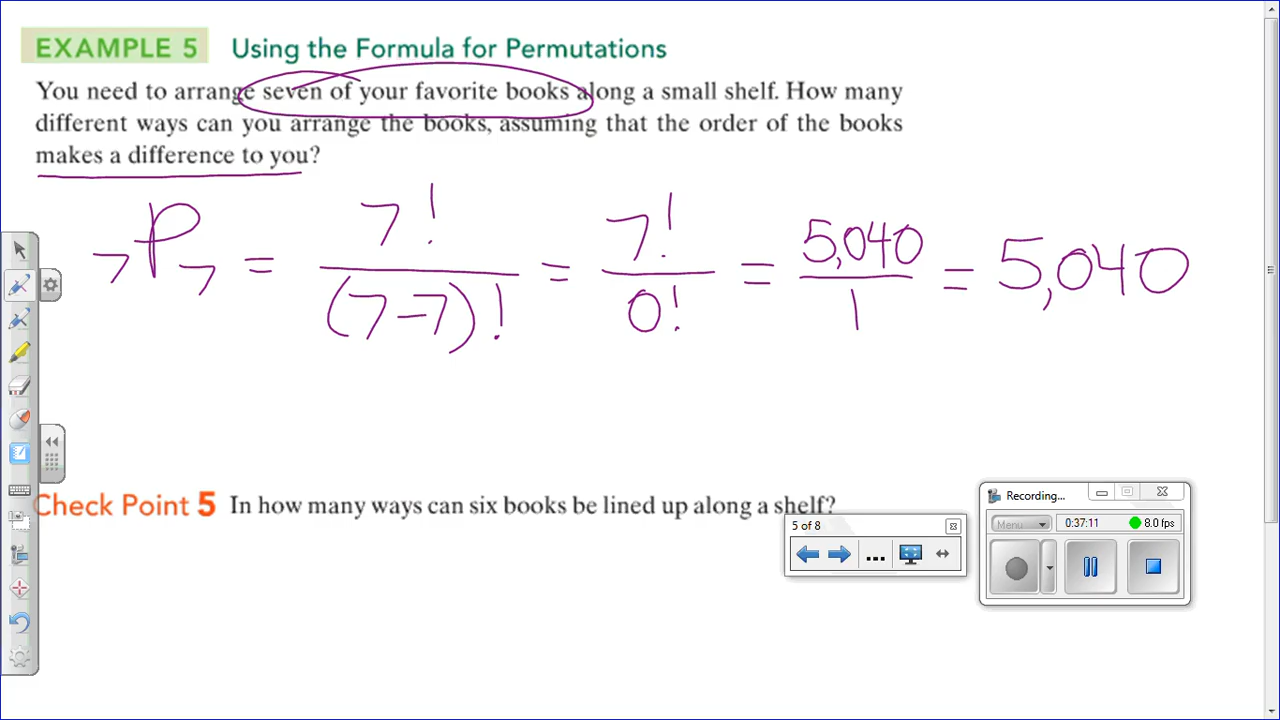 EXAMPLE 5 Using the Formula for Permutations
You need to arrange seven of your favorite books along a small shelf. How many
different ways can you arrange the books, assuming that the order of the books
makes a difference to you?
7P7 = 7! / (7-7)! = 7! / 0! = 5,040 / 1 = 5,040
Check Point 5 In how many ways can six books be lined up along a shelf?
5 of 8
...
Recording...
Menu
0:37:11
8.0 fps